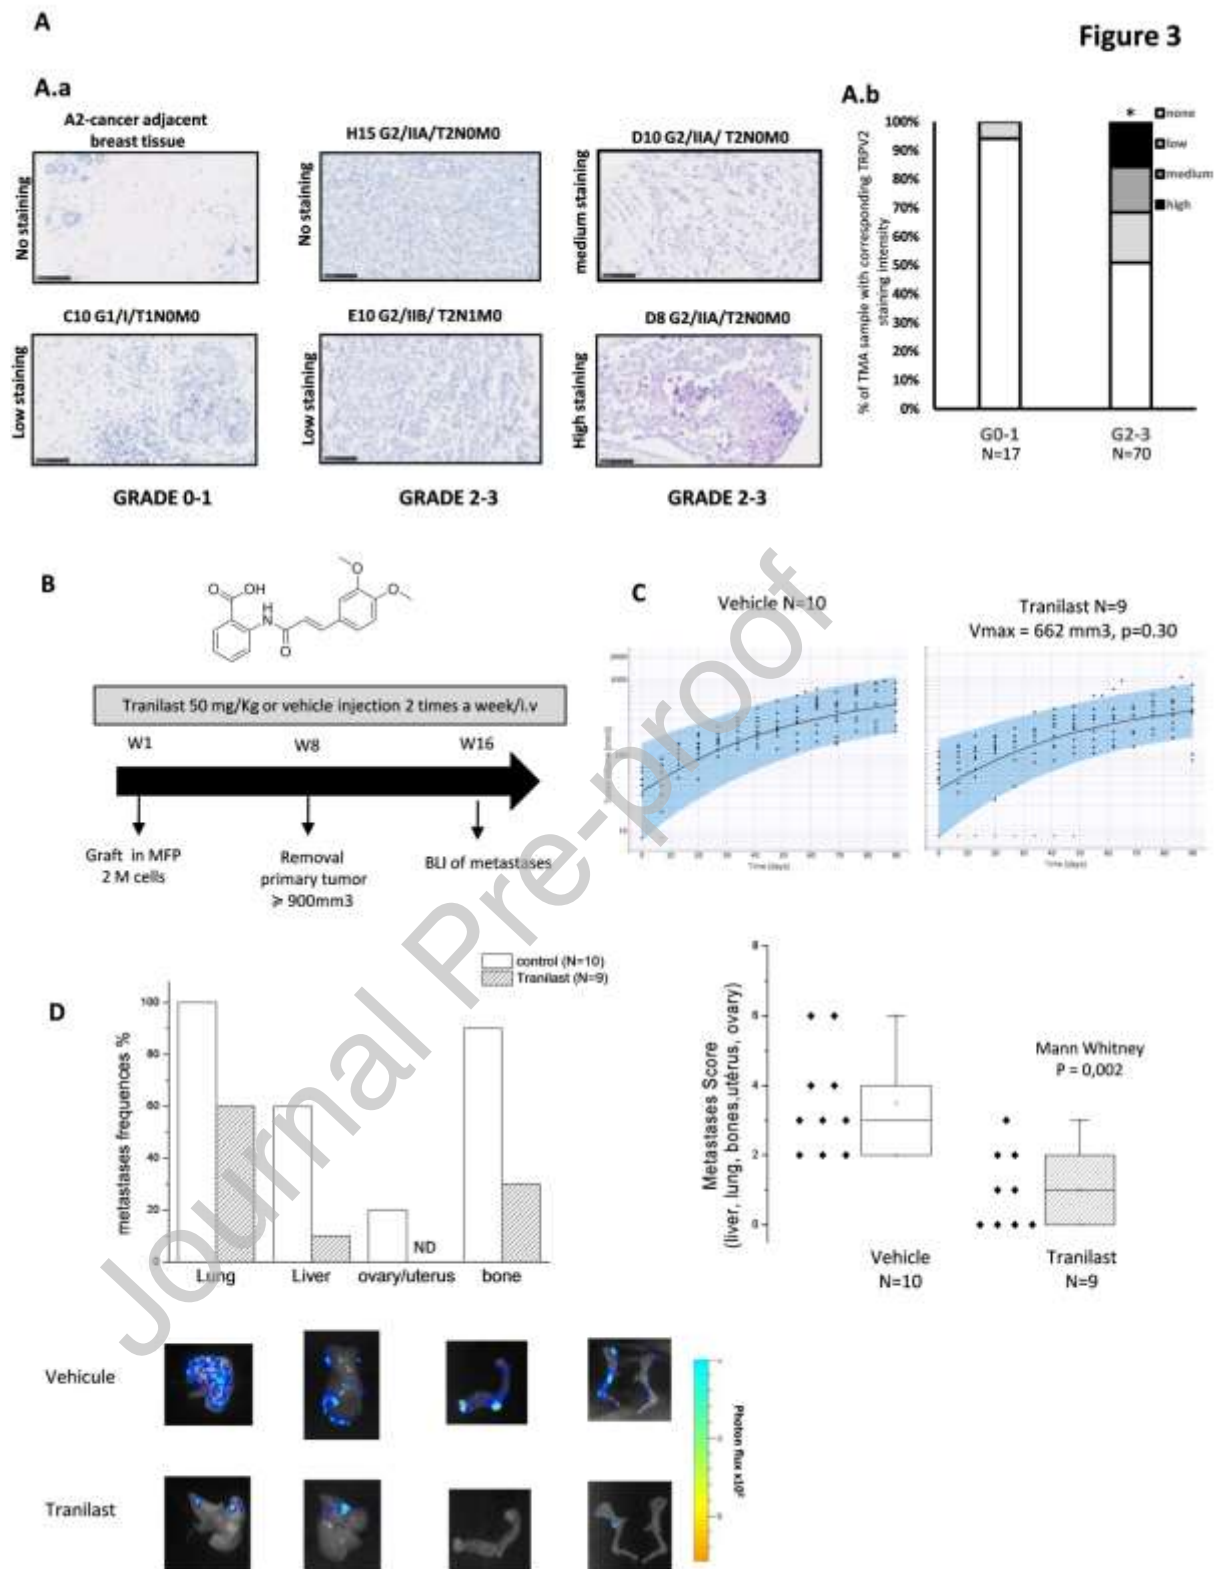 A
Figure 3
A.a
A2-cancer adjacent
breast tissue
H15 G2/IIA/T2N0M0
D10 G2/IIA/ T2N0M0
No staining
No staining
medium staining
C10 G1/I/T1N0M0
E10 G2/IIB/ T2N1M0
D8 G2/IIA/T2N0M0
Low staining
Low staining
High staining
GRADE 0-1
GRADE 2-3
GRADE 2-3
A.b
% of TMA sample with corresponding TRPV2
staining intensity
100%
90%
80%
70%
60%
50%
40%
30%
20%
10%
0%
*
none
low
medium
high
G0-1
N=17
G2-3
N=70
B
O
OH
H
N
O
O
O
Tranilast 50 mg/Kg or vehicle injection 2 times a week/i.v
W1
W8
W16
Graft in MFP
2 M cells
Removal
primary tumor
⩾ 900mm3
BLI of metastases
C
Vehicle N=10
Tranilast N=9
Vmax = 662 mm3, p=0.30
Time (days)
Time (days)
D
control (N=10)
Tranilast (N=9)
metastases frequences %
100
80
60
40
20
0
ND
Lung
Liver
ovary/uterus
bone
Metastases Score
(liver, lung, bones,utérus, ovary)
8
6
4
2
0
Mann Whitney
P = 0,002
Vehicle
N=10
Tranilast
N=9
Vehicule
Tranilast
Photon flux x10⁵
Journal Pre-proof